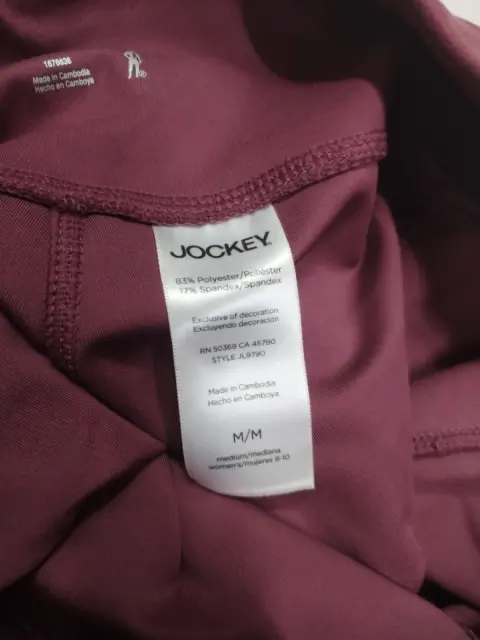 1676636
Made in Cambodia
Hecho en Camboya
JOCKEY
83% Polyester/Poliéster
17% Spandex/Spandex
Exclusive of decoration
Excluyendo decoración
RN 50369 CA 45790
STYLE JL9790
Made in Cambodia
Hecho en Camboya
M/M
medium/mediana
women's/mujeres 8-10